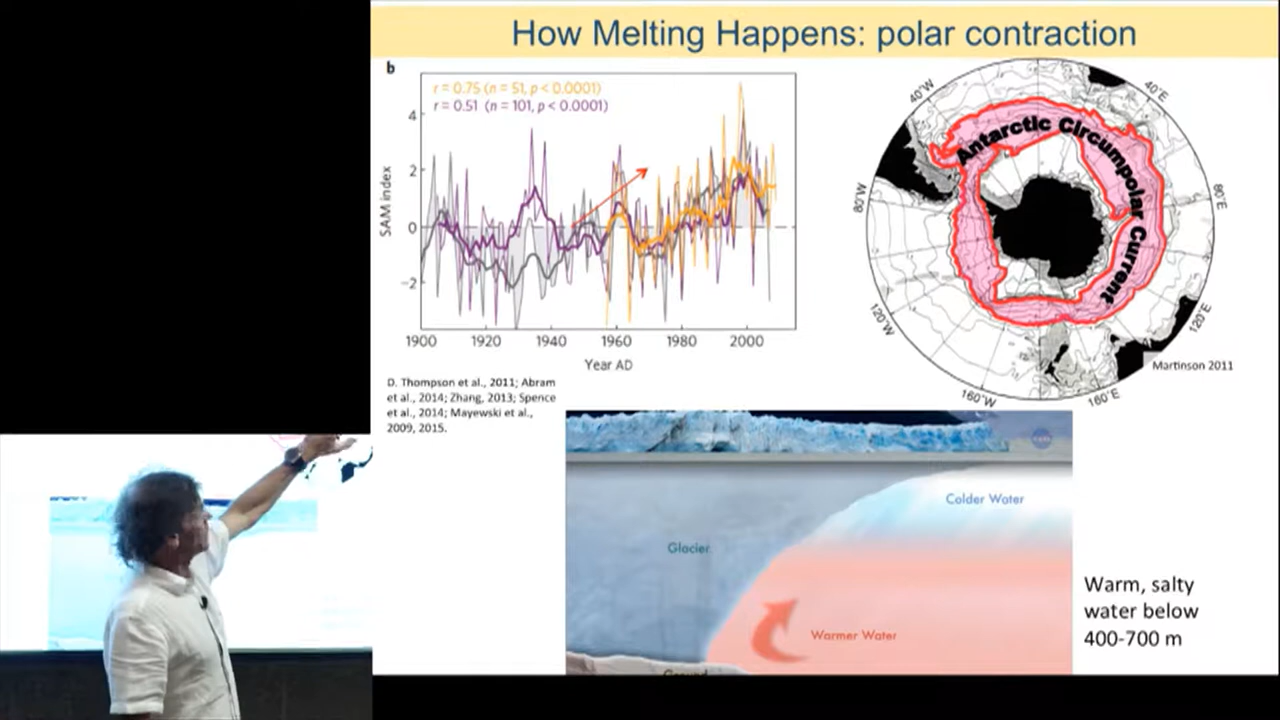 How Melting Happens: polar contraction
b
r = 0.75 (n = 51, p < 0.0001)
r = 0.51 (n = 101, p < 0.0001)
SAM index
4
2
0
−2
1900 1920 1940 1960 1980 2000
Year AD
40°W
40°E
80°W
80°E
120°W
120°E
160°W
160°E
Antarctic Circumpolar Current
Martinson 2011
D. Thompson et al., 2011; Abram
et al., 2014; Zhang, 2013; Spence
et al., 2014; Mayewski et al.,
2009, 2015.
Colder Water
Glacier
Warmer Water
Ground
Warm, salty
water below
400-700 m